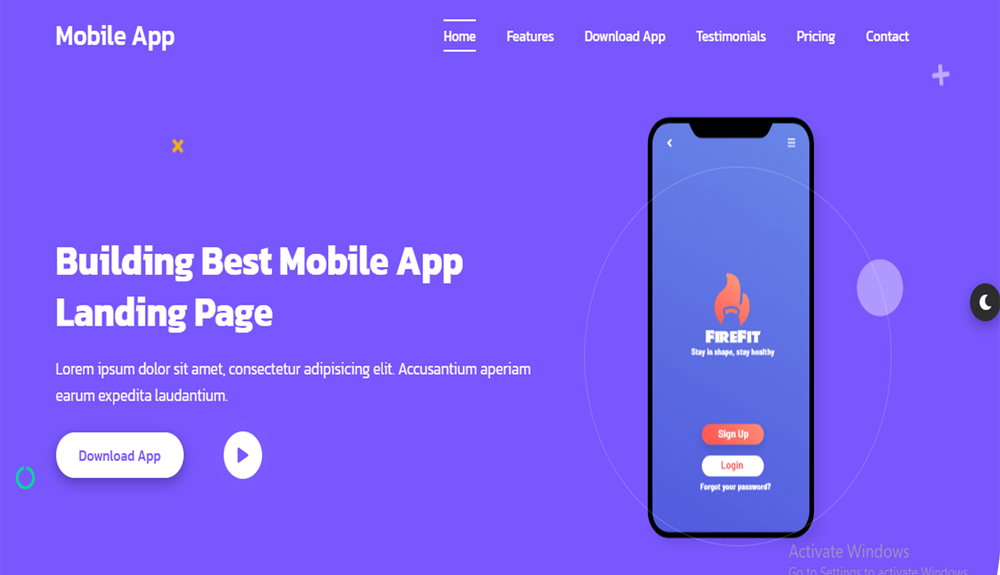 Mobile App
Home Features Download App Testimonials Pricing Contact
Building Best Mobile App
Landing Page
Lorem ipsum dolor sit amet, consectetur adipisicing elit. Accusantium aperiam
earum expedita laudantium.
Download App
FIREFIT
Stay in shape, stay healthy
Sign Up
Login
Forgot your password?
Activate Windows
Go to Settings to activate Windows.